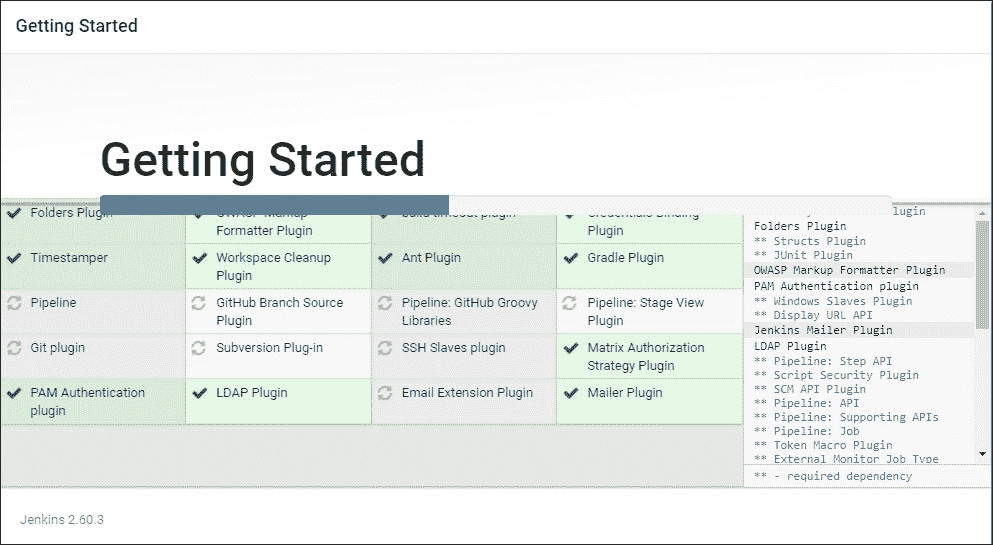 Getting Started
Getting Started
Folders Plugin
OWASP Markup
Formatter Plugin
build timeout plugin
Credentials Binding
Plugin
Timestamper
Workspace Cleanup
Plugin
Ant Plugin
Gradle Plugin
Pipeline
GitHub Branch Source
Plugin
Pipeline: GitHub Groovy
Libraries
Pipeline: Stage View
Plugin
Git plugin
Subversion Plug-in
SSH Slaves plugin
Matrix Authorization
Strategy Plugin
PAM Authentication
plugin
LDAP Plugin
Email Extension Plugin
Mailer Plugin
lugin
Folders Plugin
** Structs Plugin
** JUnit Plugin
OWASP Markup Formatter Plugin
PAM Authentication plugin
** Windows Slaves Plugin
** Display URL API
Jenkins Mailer Plugin
LDAP Plugin
** Pipeline: Step API
** Script Security Plugin
** SCM API Plugin
** Pipeline: API
** Pipeline: Supporting APIs
** Pipeline: Job
** Token Macro Plugin
** External Monitor Job Type
** - required dependency
Jenkins 2.60.3